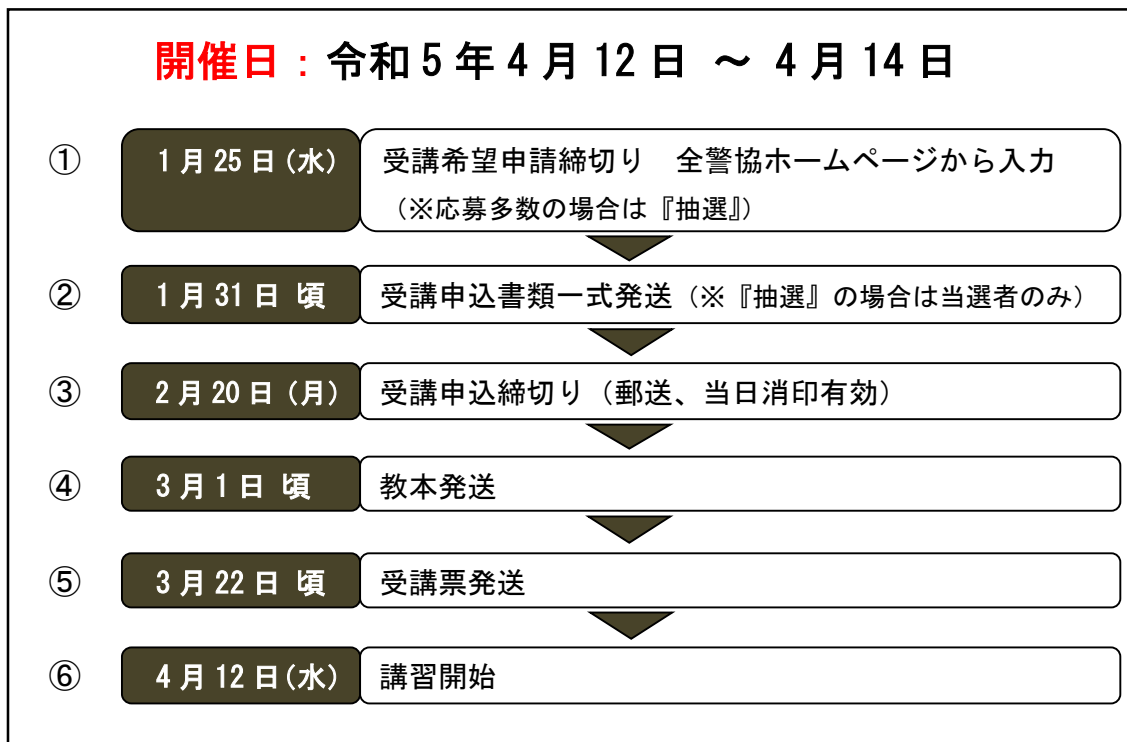 開催日：令和5年4月12日 ～ 4月14日
① 1月25日(水) 受講希望申請締切り 全警協ホームページから入力
（※応募多数の場合は『抽選』）
② 1月31日 頃 受講申込書類一式発送（※『抽選』の場合は当選者のみ）
③ 2月20日（月） 受講申込締切り（郵送、当日消印有効）
④ 3月1日 頃 教本発送
⑤ 3月22日 頃 受講票発送
⑥ 4月12日(水) 講習開始